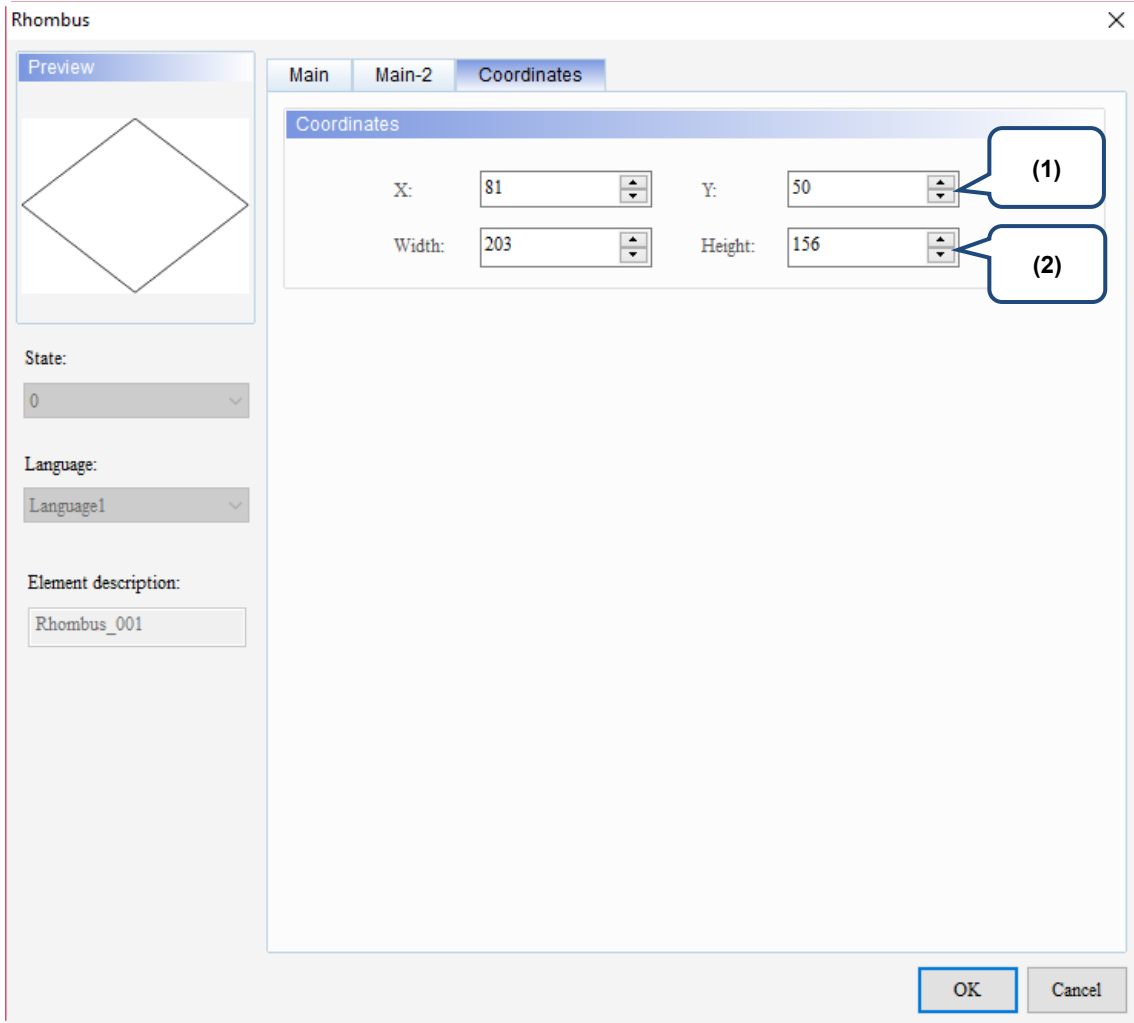 Rhombus
Preview
Main Main-2 Coordinates
Coordinates
X: 81 Y: 50
(1)
Width: 203 Height: 156
(2)
State:
0
Language:
Language1
Element description:
Rhombus_001
OK Cancel